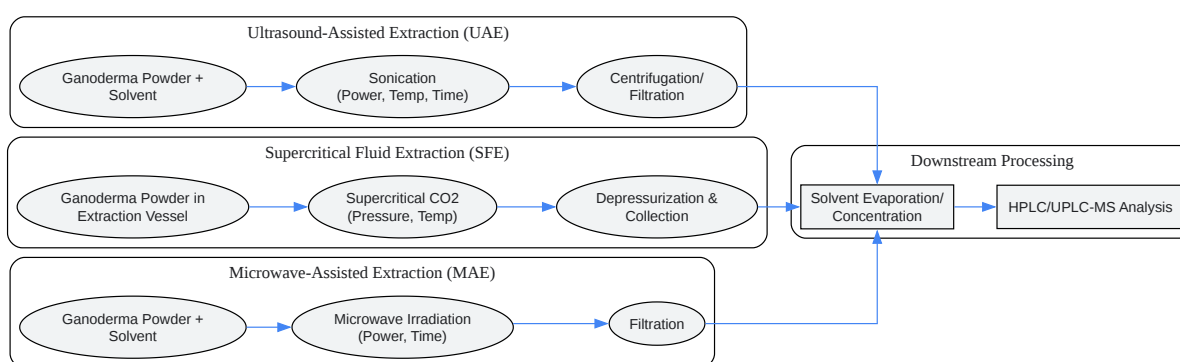 Ultrasound-Assisted Extraction (UAE)
Ganoderma Powder +
Solvent
Sonication
(Power, Temp, Time)
Centrifugation/
Filtration
Supercritical Fluid Extraction (SFE)
Ganoderma Powder in
Extraction Vessel
Supercritical CO2
(Pressure, Temp)
Depressurization &
Collection
Microwave-Assisted Extraction (MAE)
Ganoderma Powder +
Solvent
Microwave Irradiation
(Power, Time)
Filtration
Downstream Processing
Solvent Evaporation/
Concentration
HPLC/UPLC-MS Analysis